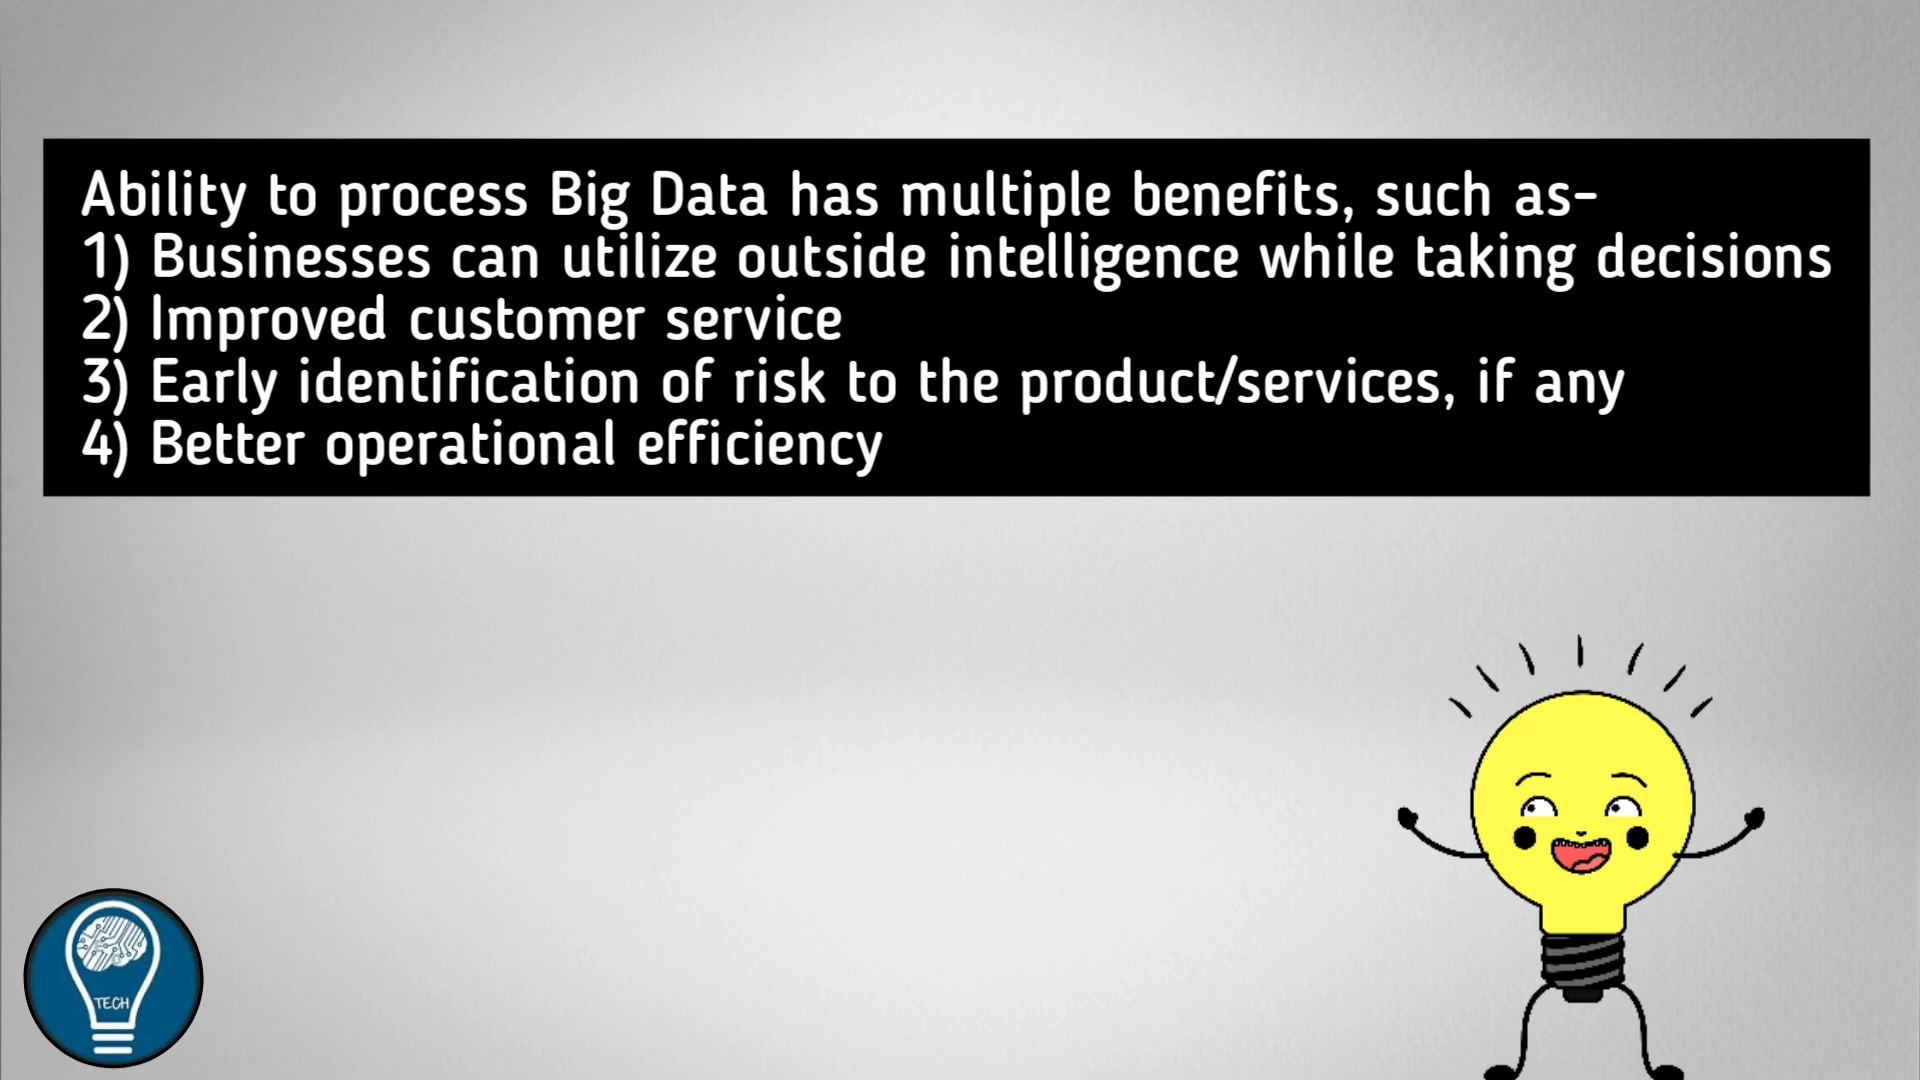 Ability to process Big Data has multiple benefits, such as-
1) Businesses can utilize outside intelligence while taking decisions
2) Improved customer service
3) Early identification of risk to the product/services, if any
4) Better operational efficiency
TECH